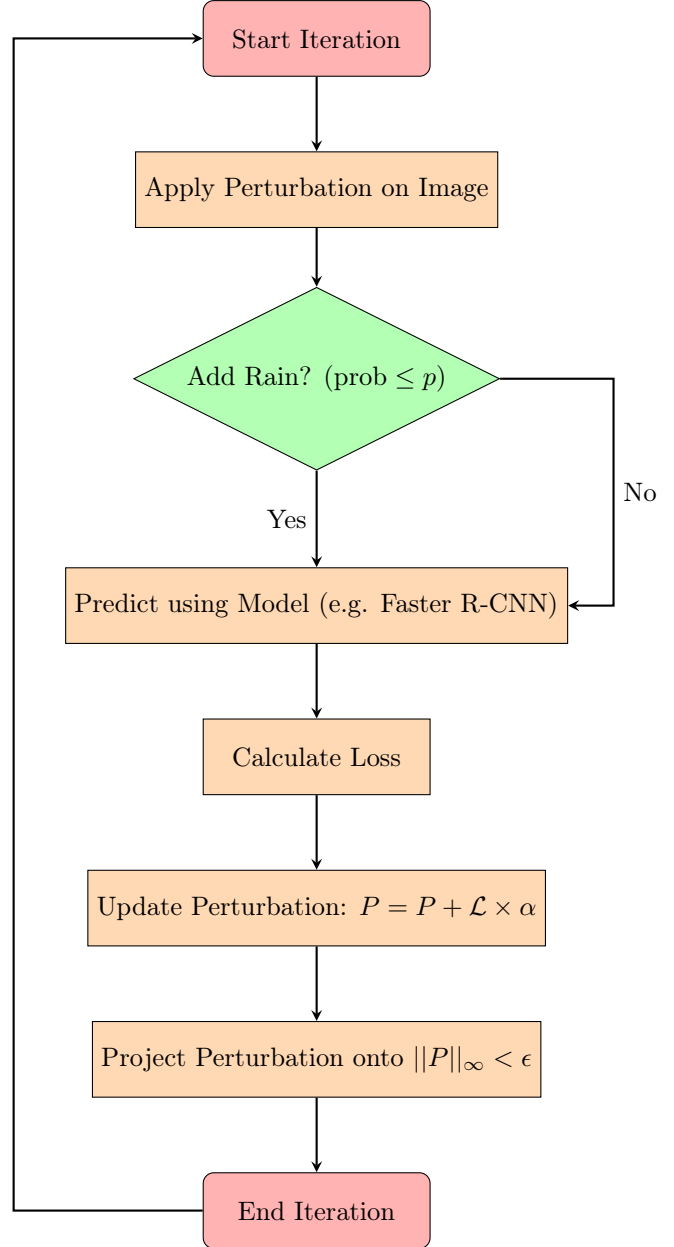 Start Iteration
Apply Perturbation on Image
Add Rain? (prob ≤ p)
Yes
No
Predict using Model (e.g. Faster R-CNN)
Calculate Loss
Update Perturbation: P = P + ℒ × α
Project Perturbation onto ||P||∞ < ϵ
End Iteration